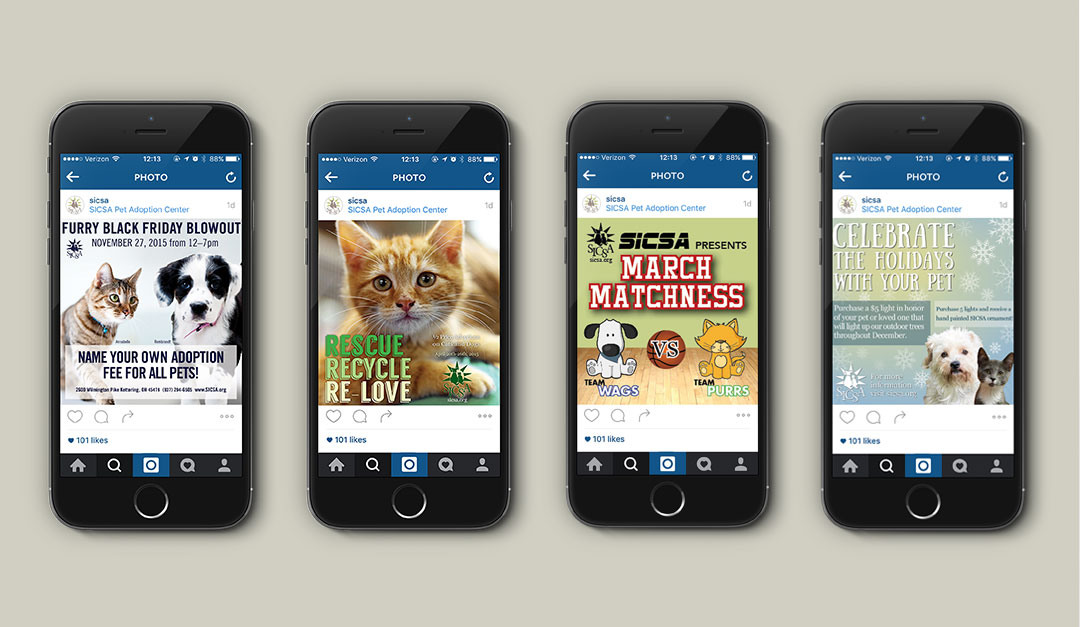 Verizon 12:13 88%
PHOTO
sicsa
SICSA Pet Adoption Center 1d
FURRY BLACK FRIDAY BLOWOUT
NOVEMBER 27, 2015 from 12–7pm
SICSA
Annabelle
NAME YOUR OWN ADOPTION
FEE FOR ALL PETS!
2600 Wilmington Pike Kettering, OH 45419 (937) 294-6505 www.SICSA.org
101 likes
Verizon 12:13 88%
PHOTO
sicsa
SICSA Pet Adoption Center 1d
RESCUE
RECYCLE
RE-LOVE
SICSA
sicsa.org
101 likes
Verizon 12:13 88%
PHOTO
sicsa
SICSA Pet Adoption Center 1d
SICSA
sicsa.org
SICSA PRESENTS
MARCH
MATCHNESS
VS
TEAM
WAGS
TEAM
PURRS
101 likes
Verizon 12:13 88%
PHOTO
sicsa
SICSA Pet Adoption Center 1d
CELEBRATE
THE HOLIDAYS
WITH YOUR PET
Purchase a $5 light in honor
of your pet or loved one that
will light up our outdoor trees
throughout December.
Purchase 5 lights and receive a
hand painted SICSA ornament!
SICSA
For more
information
visit sicsa.org
101 likes